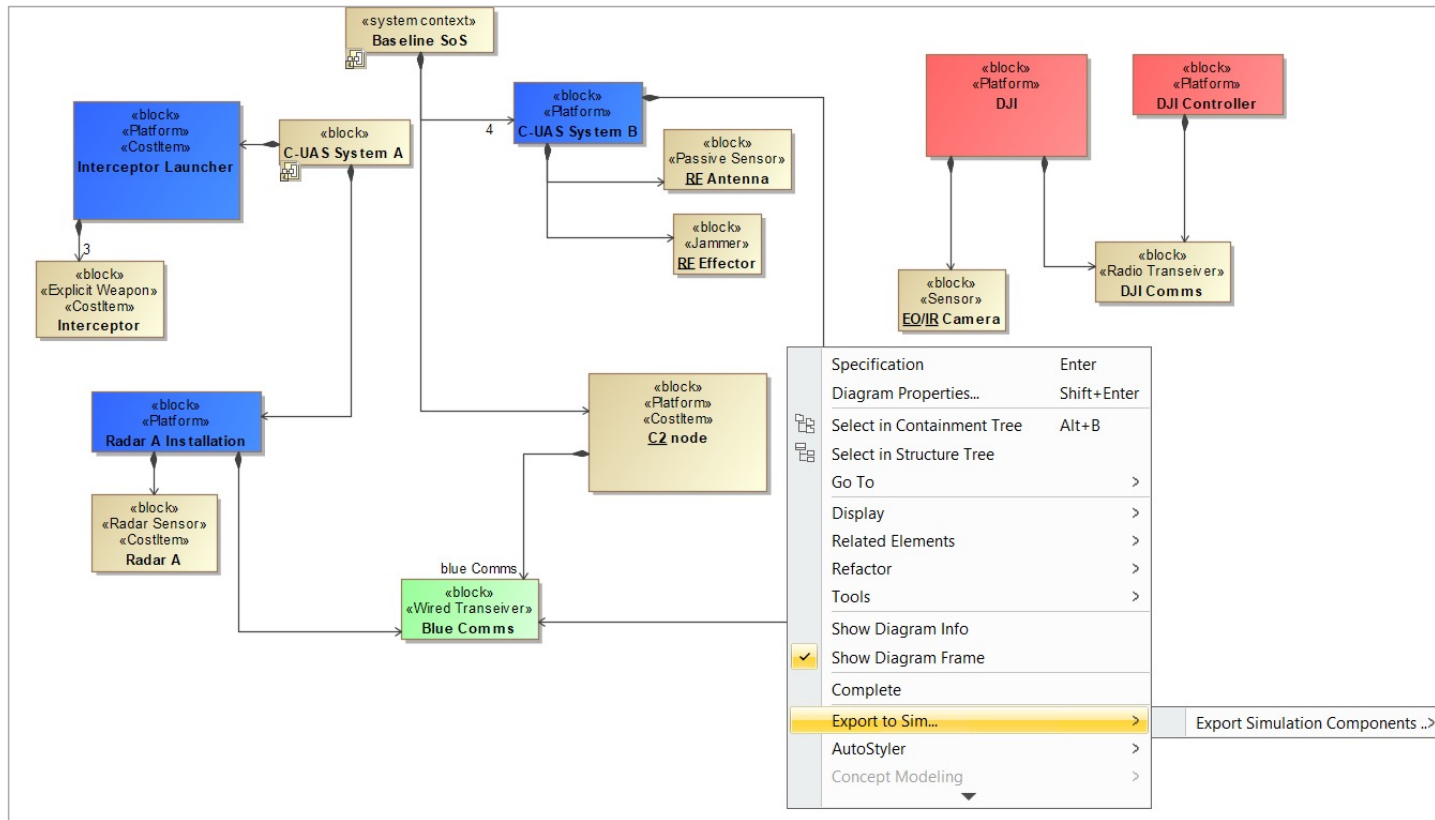 «system context»
Baseline SoS
«block»
«Platform»
«CostItem»
Interceptor Launcher
«block»
C-UAS System A
4
«block»
«Platform»
C-UAS System B
«block»
«Passive Sensor»
RF Antenna
«block»
«Jammer»
RF Effector
«block»
«Platform»
DJI
«block»
«Platform»
DJI Controller
3
«block»
«Explicit Weapon»
«CostItem»
Interceptor
«block»
«Sensor»
EO/IR Camera
«block»
«Radio Transeiver»
DJI Comms
«block»
«Platform»
Radar A Installation
«block»
«Platform»
«CostItem»
C2 node
«block»
«Radar Sensor»
«CostItem»
Radar A
blue Comms
«block»
«Wired Transeiver»
Blue Comms
Specification Enter
Diagram Properties... Shift+Enter
Select in Containment Tree Alt+B
Select in Structure Tree
Go To >
Display >
Related Elements >
Refactor >
Tools >
Show Diagram Info
Show Diagram Frame
Complete
Export to Sim... >
Export Simulation Components ..>
AutoStyler >
Concept Modeling >